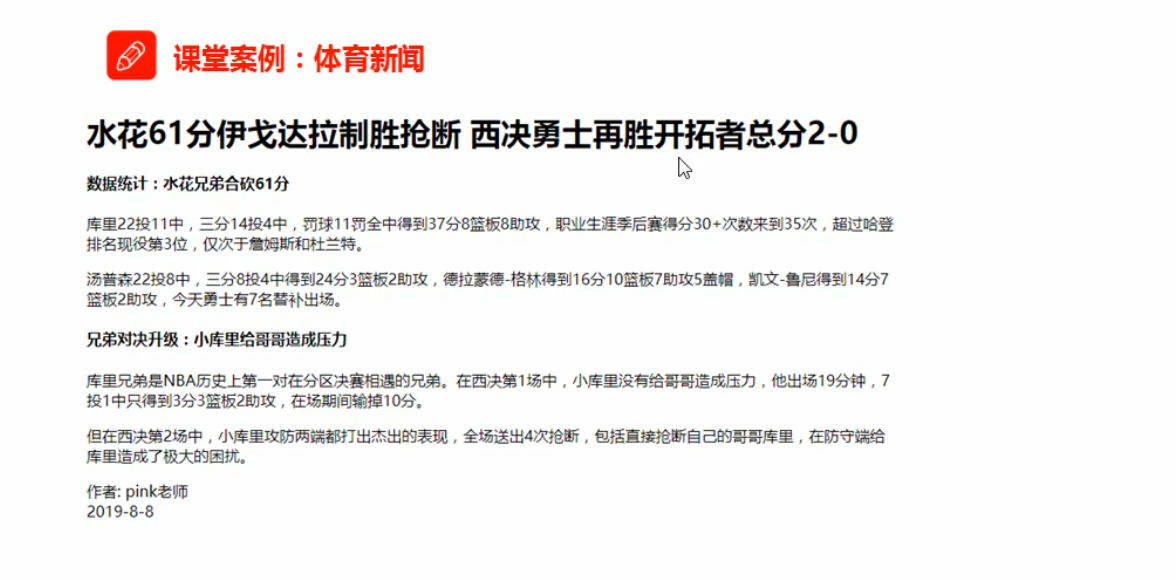 课堂案例：体育新闻
水花61分伊戈达拉制胜抢断 西决勇士再胜开拓者总分2-0
数据统计：水花兄弟合砍61分
库里22投11中，三分14投4中，罚球11罚全中得到37分8篮板8助攻，职业生涯季后赛得分30+次数来到35次，超过哈登
排名现役第3位，仅次于詹姆斯和杜兰特。
汤普森22投8中，三分8投4中得到24分3篮板2助攻，德拉蒙德-格林得到16分10篮板7助攻5盖帽，凯文-鲁尼得到14分7
篮板2助攻，今天勇士有7名替补出场。
兄弟对决升级：小库里给哥哥造成压力
库里兄弟是NBA历史上第一对在分区决赛相遇的兄弟。在西决第1场中，小库里没有给哥哥造成压力，他出场19分钟，7
投1中只得到3分3篮板2助攻，在场期间输掉10分。
但在西决第2场中，小库里攻防两端都打出杰出的表现，全场送出4次抢断，包括直接抢断自己的哥哥库里，在防守端给
库里造成了极大的困扰。
作者: pink老师
2019-8-8